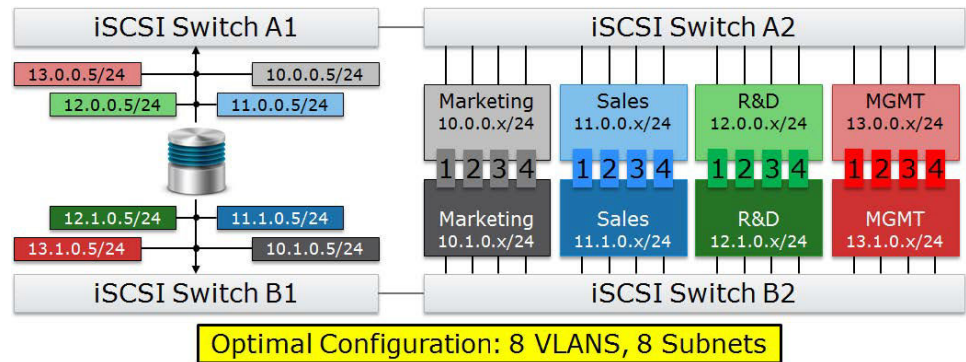 iSCSI Switch A1
iSCSI Switch A2
13.0.0.5/24
10.0.0.5/24
12.0.0.5/24
11.0.0.5/24
Marketing
10.0.0.x/24
Sales
11.0.0.x/24
R&D
12.0.0.x/24
MGMT
13.0.0.x/24
1 2 3 4
1 2 3 4
1 2 3 4
1 2 3 4
12.1.0.5/24
11.1.0.5/24
13.1.0.5/24
10.1.0.5/24
Marketing
10.1.0.x/24
Sales
11.1.0.x/24
R&D
12.1.0.x/24
MGMT
13.1.0.x/24
iSCSI Switch B1
iSCSI Switch B2
Optimal Configuration: 8 VLANS, 8 Subnets